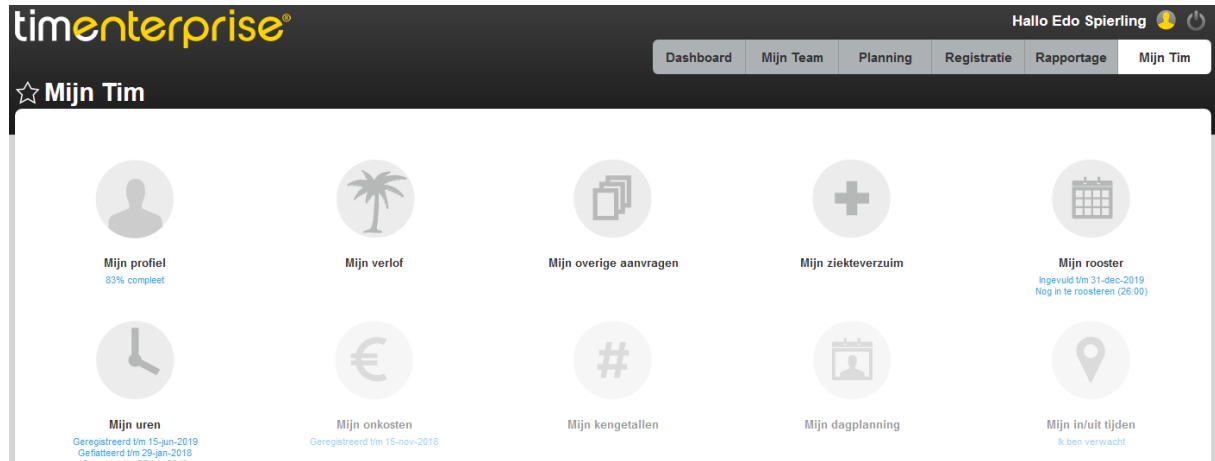 timenterprise®
Hallo Edo Spierling
Dashboard Mijn Team Planning Registratie Rapportage Mijn Tim
Mijn Tim
Mijn profiel Mijn verlof Mijn overige aanvragen Mijn ziekteverzuim Mijn rooster
83% compleet Ingevuld t/m 31-dec-2019
Nog in te roosteren (26:00)
Mijn uren Mijn onkosten Mijn kengetallen Mijn dagplanning Mijn in/uit tijden
Geregistreerd t/m 15-jun-2019 Geregistreerd t/m 15-nov-2018 Ik ben verwacht
Gefiatteerd t/m 29-jan-2018